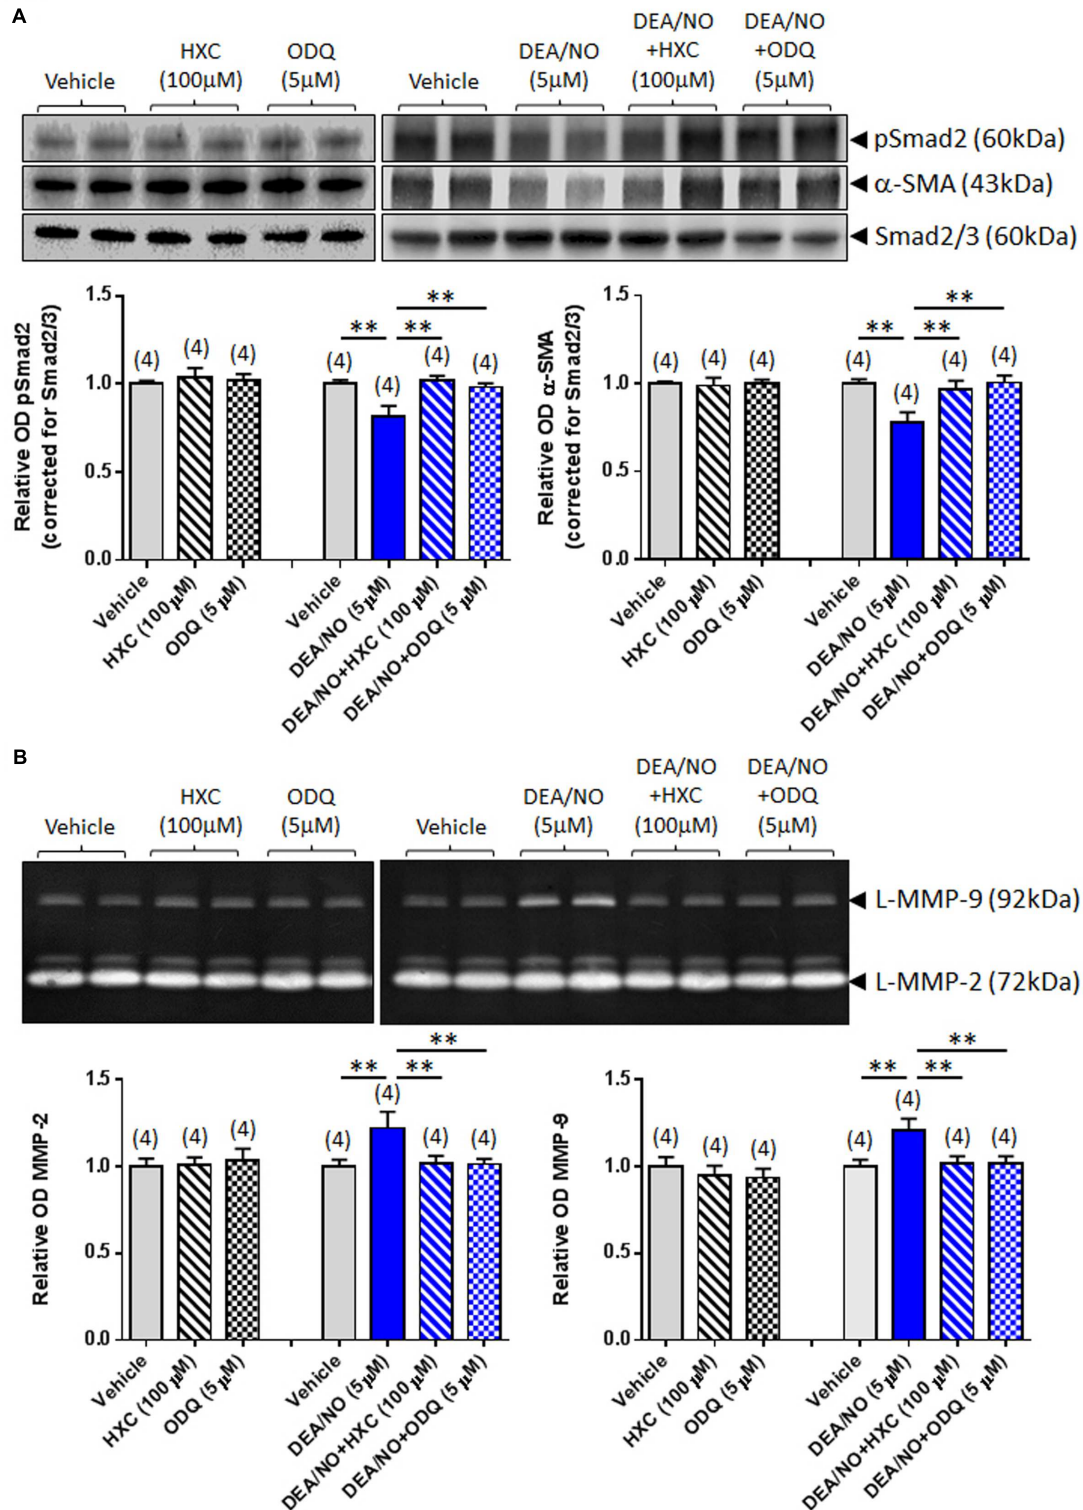 A
Vehicle
HXC
(100μM)
ODQ
(5μM)
Vehicle
DEA/NO
(5μM)
DEA/NO
+HXC
(100μM)
DEA/NO
+ODQ
(5μM)
pSmad2 (60kDa)
α-SMA (43kDa)
Smad2/3 (60kDa)
Relative OD pSmad2
(corrected for Smad2/3)
1.5
1.0
0.5
0.0
(4)
(4)
(4)
(4)
(4)
(4)
(4)
**
**
**
Vehicle
HXC (100 μM)
ODQ (5 μM)
Vehicle
DEA/NO (5μM)
DEA/NO+HXC (100 μM)
DEA/NO+ODQ (5 μM)
Relative OD α-SMA
(corrected for Smad2/3)
1.5
1.0
0.5
0.0
(4)
(4)
(4)
(4)
(4)
(4)
(4)
**
**
**
Vehicle
HXC (100 μM)
ODQ (5 μM)
Vehicle
DEA/NO (5μM)
DEA/NO+HXC (100 μM)
DEA/NO+ODQ (5 μM)
B
Vehicle
HXC
(100μM)
ODQ
(5μM)
Vehicle
DEA/NO
(5μM)
DEA/NO
+HXC
(100μM)
DEA/NO
+ODQ
(5μM)
L-MMP-9 (92kDa)
L-MMP-2 (72kDa)
Relative OD MMP-2
1.5
1.0
0.5
0.0
(4)
(4)
(4)
(4)
(4)
(4)
(4)
**
**
**
Vehicle
HXC (100 μM)
ODQ (5 μM)
Vehicle
DEA/NO (5μM)
DEA/NO+HXC (100 μM)
DEA/NO+ODQ (5 μM)
Relative OD MMP-9
1.5
1.0
0.5
0.0
(4)
(4)
(4)
(4)
(4)
(4)
(4)
**
**
**
Vehicle
HXC (100 μM)
ODQ (5 μM)
Vehicle
DEA/NO (5μM)
DEA/NO+HXC (100 μM)
DEA/NO+ODQ (5 μM)